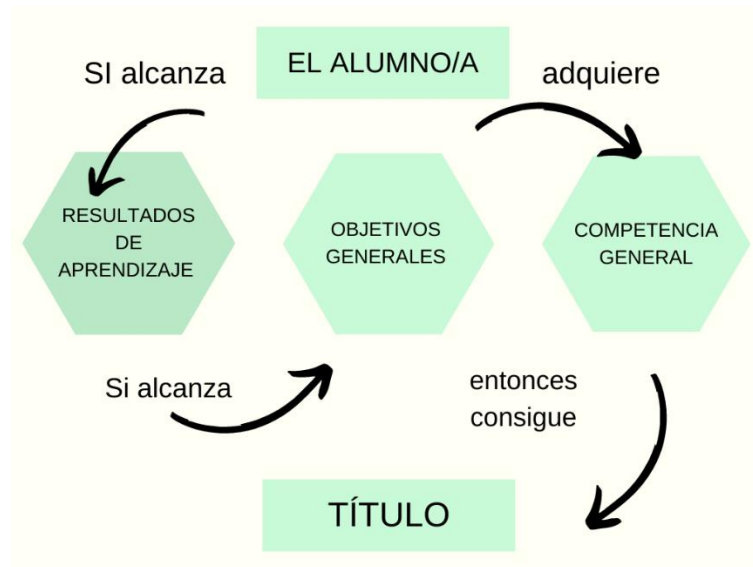 EL ALUMNO/A
SI alcanza
adquiere
RESULTADOS
DE
APRENDIZAJE
OBJETIVOS
GENERALES
COMPETENCIA
GENERAL
Si alcanza
entonces
consigue
TÍTULO